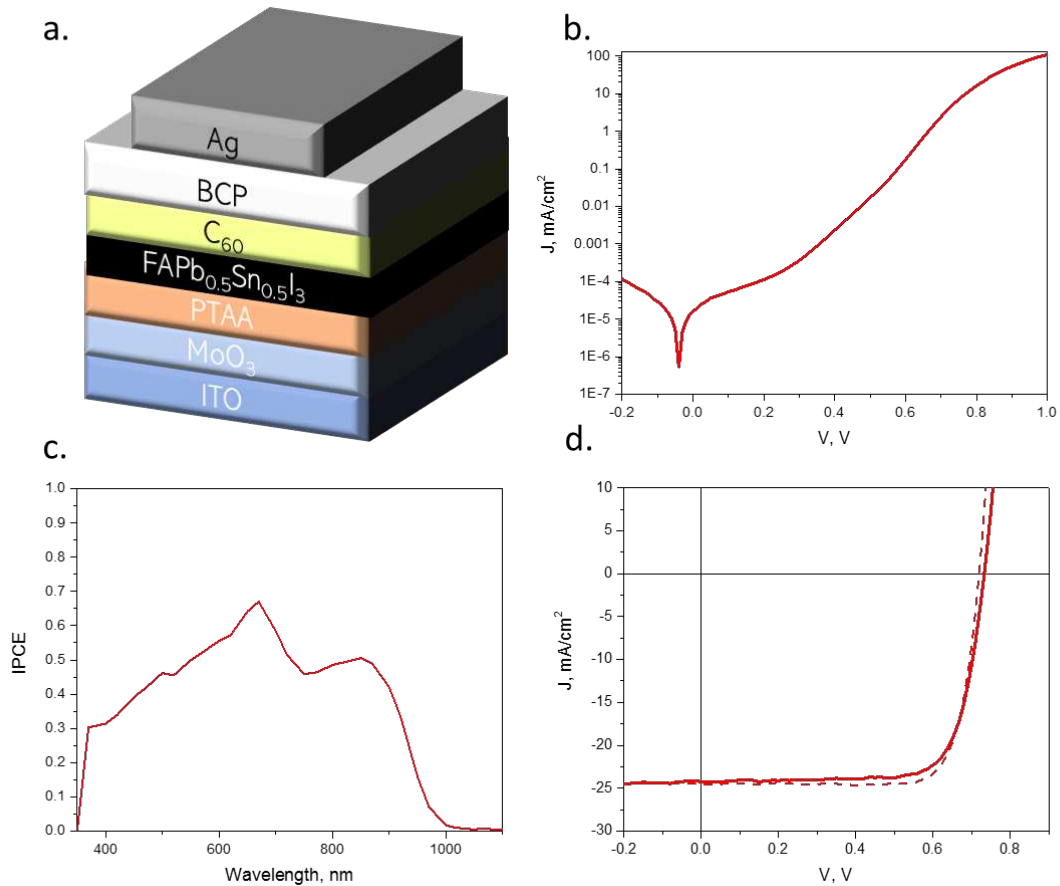 a.
Ag
BCP
C60
FAPb0.5Sn0.5I3
PTAA
MoO3
ITO
b.
100
10
1
0.1
0.01
0.001
1E-4
1E-5
1E-6
1E-7
J, mA/cm²
-0.2
0.0
0.2
0.4
0.6
0.8
1.0
V, V
c.
1.0
0.9
0.8
0.7
0.6
0.5
0.4
0.3
0.2
0.1
0.0
IPCE
400
600
800
1000
Wavelength, nm
d.
10
5
0
-5
-10
-15
-20
-25
-30
J, mA/cm²
-0.2
0.0
0.2
0.4
0.6
0.8
V, V